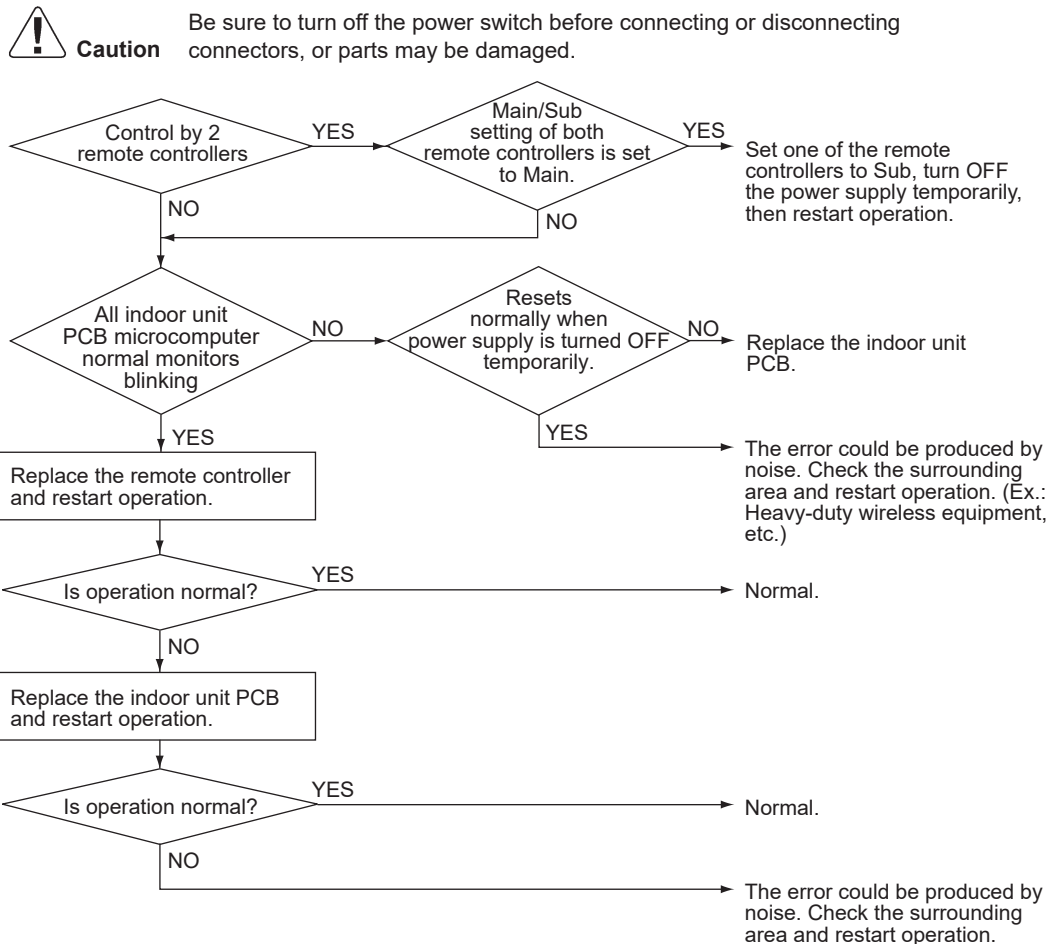 Be sure to turn off the power switch before connecting or disconnecting
Caution connectors, or parts may be damaged.
Control by 2
remote controllers
YES
NO
Main/Sub
setting of both
remote controllers is set
to Main.
YES
NO
Set one of the remote
controllers to Sub, turn OFF
the power supply temporarily,
then restart operation.
All indoor unit
PCB microcomputer
normal monitors
blinking
NO
YES
Resets
normally when
power supply is turned OFF
temporarily.
NO
YES
Replace the indoor unit
PCB.
The error could be produced by
noise. Check the surrounding
area and restart operation. (Ex.:
Heavy-duty wireless equipment,
etc.)
Replace the remote controller
and restart operation.
Is operation normal?
YES
Normal.
NO
Replace the indoor unit PCB
and restart operation.
Is operation normal?
YES
Normal.
NO
The error could be produced by
noise. Check the surrounding
area and restart operation.